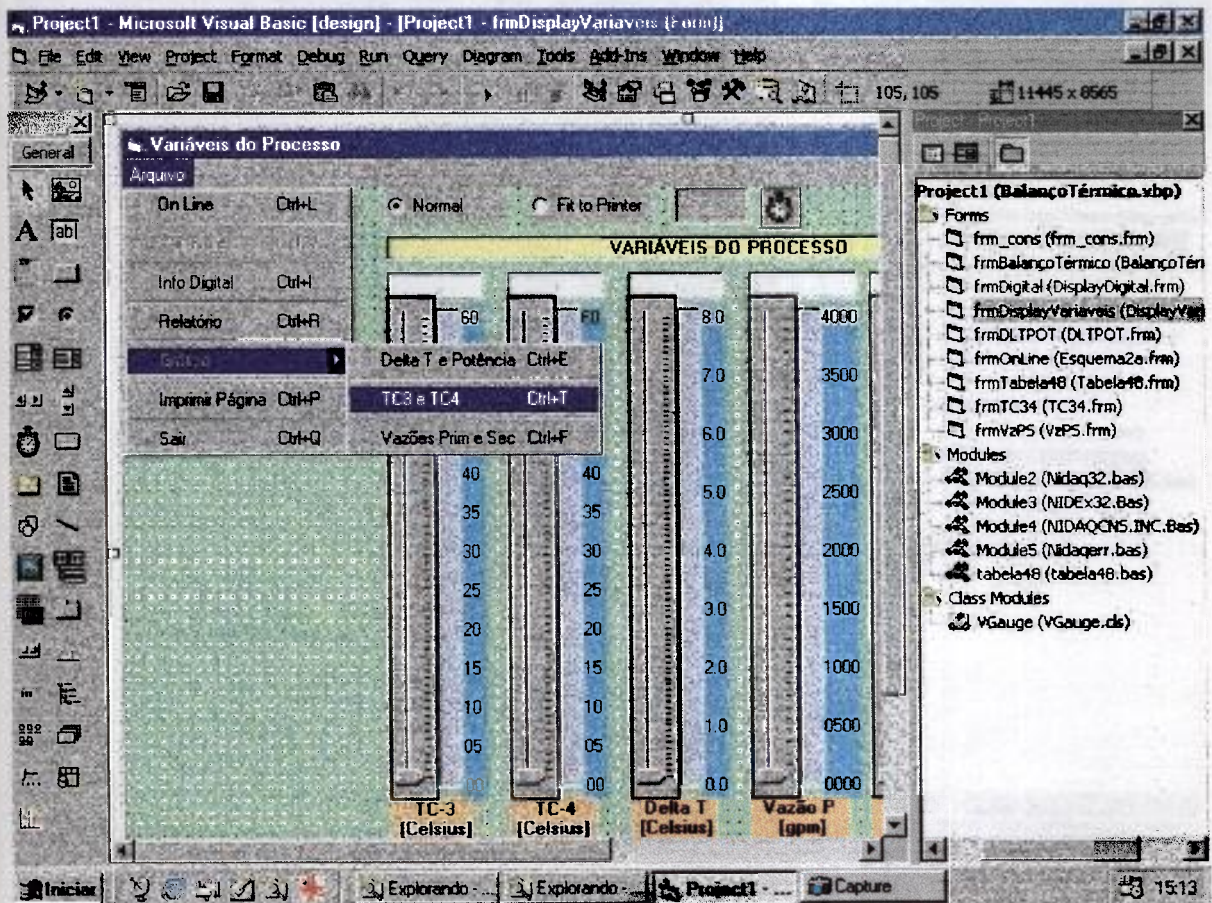 Project1 - Microsoft Visual Basic [design] - [Project1 - frmDisplayVariaveis (Form)]
File Edit View Project Format Debug Run Query Diagram Tools Add-Ins Window Help
105, 105 11445 x 8565
General
Project - Project1
Variáveis do Processo
Arquivo
On Line Ctrl+L
Info Digital Ctrl+I
Relatório Ctrl+R
Imprimir Página Ctrl+P
Sair Ctrl+Q
Delta T e Potência Ctrl+E
TC3 e TC4 Ctrl+T
Vazões Prim e Sec Ctrl+F
Normal Fit to Printer
VARIÁVEIS DO PROCESSO
60 60 8.0 4000
7.0 3500
6.0 3000
40 40
5.0 2500
35 35
30 30 4.0 2000
25 25
3.0 1500
20 20
15 15 2.0 1000
10 10
1.0 0500
05 05
00 00 0.0 0000
TC-3 TC-4 Delta T Vazão P
[Celsius] [Celsius] [Celsius] [gpm]
Project1 (BalançoTérmico.vbp)
Forms
frm_cons (frm_cons.frm)
frmBalançoTérmico (BalançoTérr
frmDigital (DisplayDigital.frm)
frmDisplayVariaveis (DisplayVari
frmDLTPOT (DLTPOT.frm)
frmOnLine (Esquema2a.frm)
frmTabela48 (Tabela48.frm)
frmTC34 (TC34.frm)
frmVzPS (VzPS.frm)
Modules
Module2 (Nidaq32.bas)
Module3 (NIDEx32.Bas)
Module4 (NIDAQCNS.INC.Bas)
Module5 (Nidaqerr.bas)
tabela48 (tabela48.bas)
Class Modules
VGauge (VGauge.cls)
Iniciar Explorando - ... Explorando - ... Project1 - ... Capture 15:13